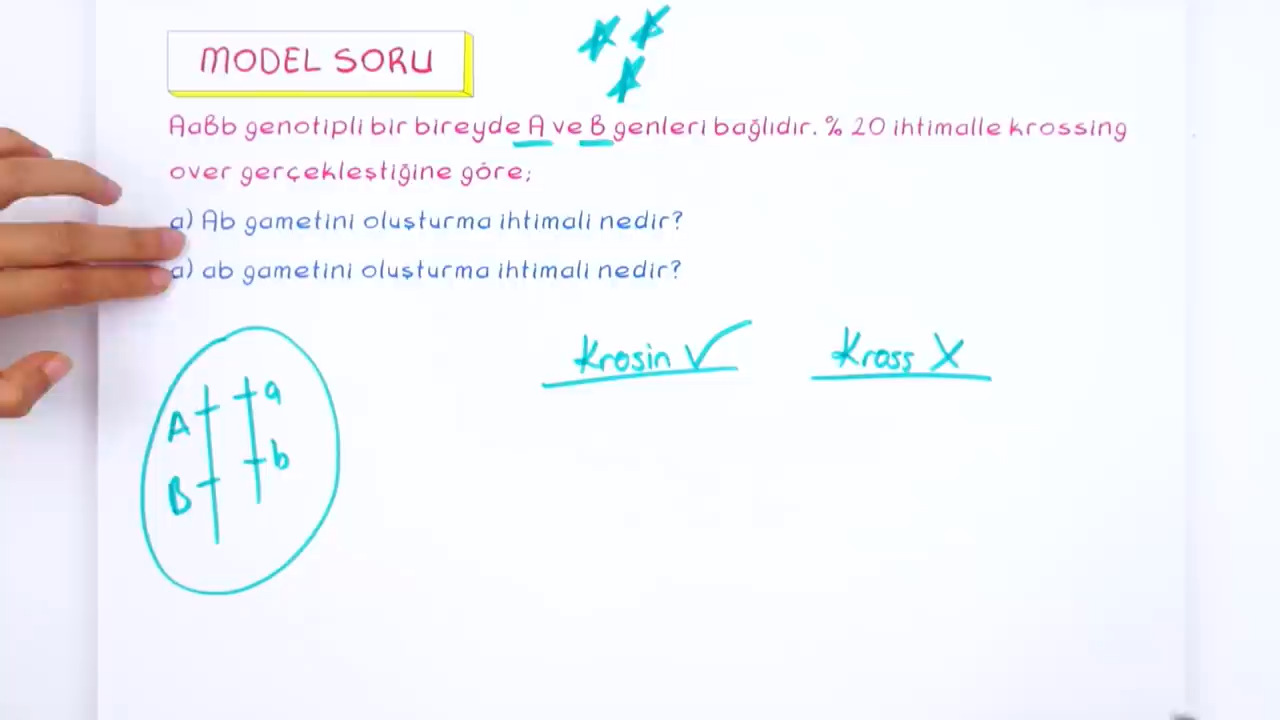 MODEL SORU
AaBb genotipli bir bireyde A ve B genleri bağlıdır. % 20 ihtimalle krossing
over gerçekleştiğine göre;
a) Ab gametini oluşturma ihtimali nedir?
a) ab gametini oluşturma ihtimali nedir?
Krosin Kross X
A a
B b